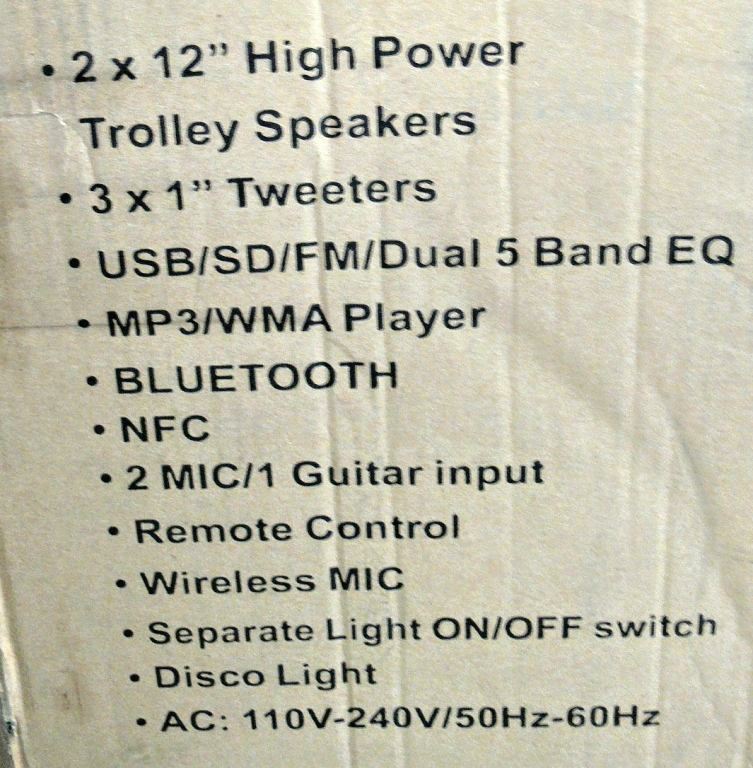 • 2 x 12” High Power
Trolley Speakers
• 3 x 1” Tweeters
• USB/SD/FM/Dual 5 Band EQ
• MP3/WMA Player
• BLUETOOTH
• NFC
• 2 MIC/1 Guitar input
• Remote Control
• Wireless MIC
• Separate Light ON/OFF switch
• Disco Light
• AC: 110V-240V/50Hz-60Hz